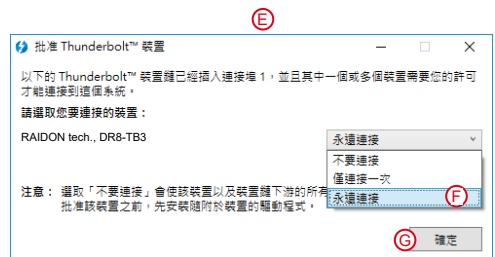 E
批准 Thunderbolt™ 裝置
以下的 Thunderbolt™ 裝置鏈已經插入連接埠 1，並且其中一個或多個裝置需要您的許可
才能連接到這個系統。
請選取您要連接的裝置：
RAIDON tech., DR8-TB3
永遠連接
不要連接
僅連接一次
永遠連接
F
注意： 選取「不要連接」會使該裝置以及裝置鏈下游的所有
批准該裝置之前，先安裝隨附於裝置的驅動程式。
G
確定